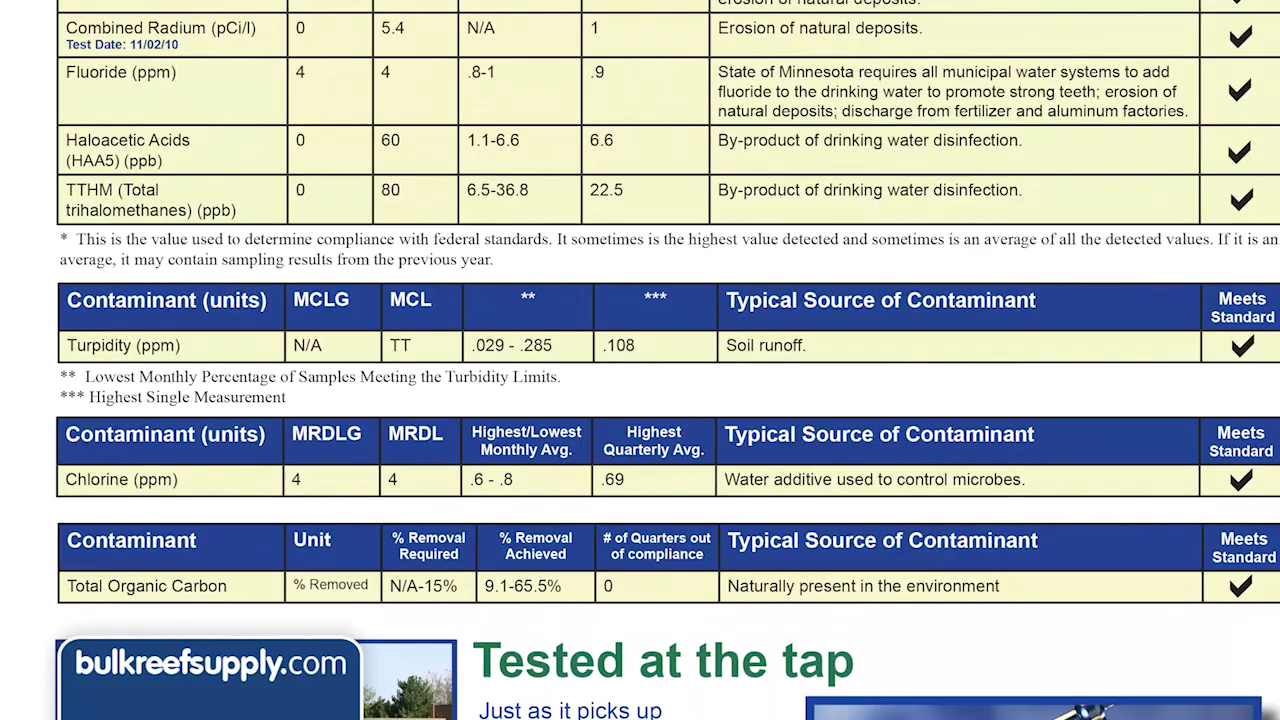 erosion of natural deposits.
Combined Radium (pCi/l) 0 5.4 N/A 1 Erosion of natural deposits.
Test Date: 11/02/10
Fluoride (ppm) 4 4 .8-1 .9 State of Minnesota requires all municipal water systems to add
fluoride to the drinking water to promote strong teeth; erosion of
natural deposits; discharge from fertilizer and aluminum factories.
Haloacetic Acids 0 60 1.1-6.6 6.6 By-product of drinking water disinfection.
(HAA5) (ppb)
TTHM (Total 0 80 6.5-36.8 22.5 By-product of drinking water disinfection.
trihalomethanes) (ppb)
* This is the value used to determine compliance with federal standards. It sometimes is the highest value detected and sometimes is an average of all the detected values. If it is an
average, it may contain sampling results from the previous year.
Contaminant (units) MCLG MCL ** *** Typical Source of Contaminant Meets
Standard
Turpidity (ppm) N/A TT .029 - .285 .108 Soil runoff.
** Lowest Monthly Percentage of Samples Meeting the Turbidity Limits.
*** Highest Single Measurement
Contaminant (units) MRDLG MRDL Highest/Lowest Highest Typical Source of Contaminant Meets
Monthly Avg. Quarterly Avg. Standard
Chlorine (ppm) 4 4 .6 - .8 .69 Water additive used to control microbes.
Contaminant Unit % Removal % Removal # of Quarters out Typical Source of Contaminant Meets
Required Achieved of compliance Standard
Total Organic Carbon % Removed N/A-15% 9.1-65.5% 0 Naturally present in the environment
bulkreefsupply.com
Tested at the tap
Just as it picks up